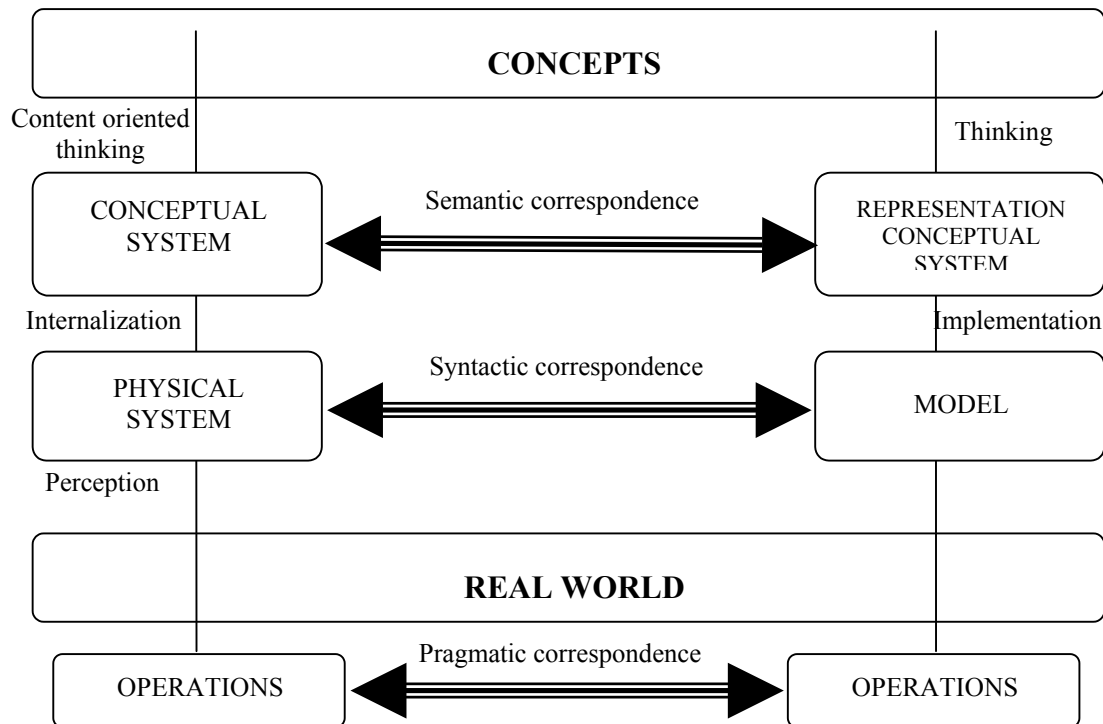 CONCEPTS
Content oriented
thinking
Thinking
CONCEPTUAL
SYSTEM
Semantic correspondence
REPRESENTATION
CONCEPTUAL
SYSTEM
Internalization
Implementation
PHYSICAL
SYSTEM
Syntactic correspondence
MODEL
Perception
REAL WORLD
OPERATIONS
Pragmatic correspondence
OPERATIONS